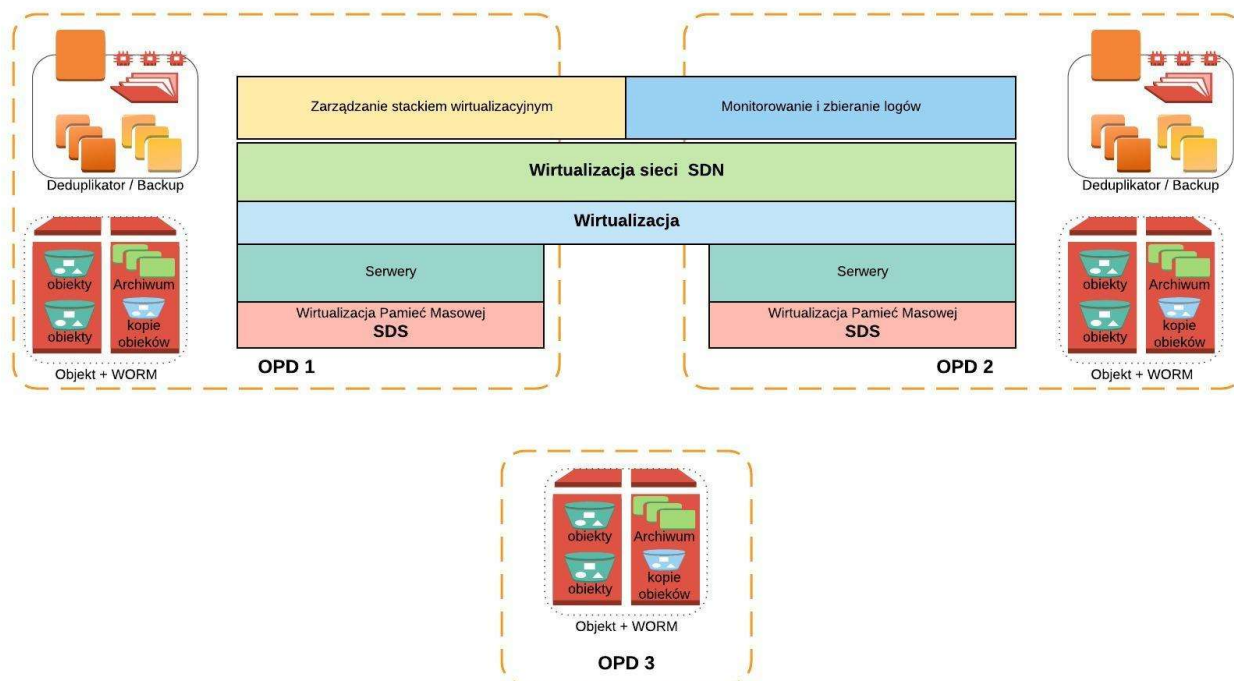 Zarządzanie stackiem wirtualizacyjnym
Monitorowanie i zbieranie logów
Wirtualizacja sieci SDN
Wirtualizacja
Serwery
Serwery
Wirtualizacja Pamieć Masowej
SDS
Wirtualizacja Pamieć Masowej
SDS
OPD 1
OPD 2
Deduplikator / Backup
obiekty
Archiwum
obiekty
kopie
obieków
Objekt + WORM
Deduplikator / Backup
obiekty
Archiwum
obiekty
kopie
obieków
Objekt + WORM
obiekty
Archiwum
obiekty
kopie
obieków
Objekt + WORM
OPD 3